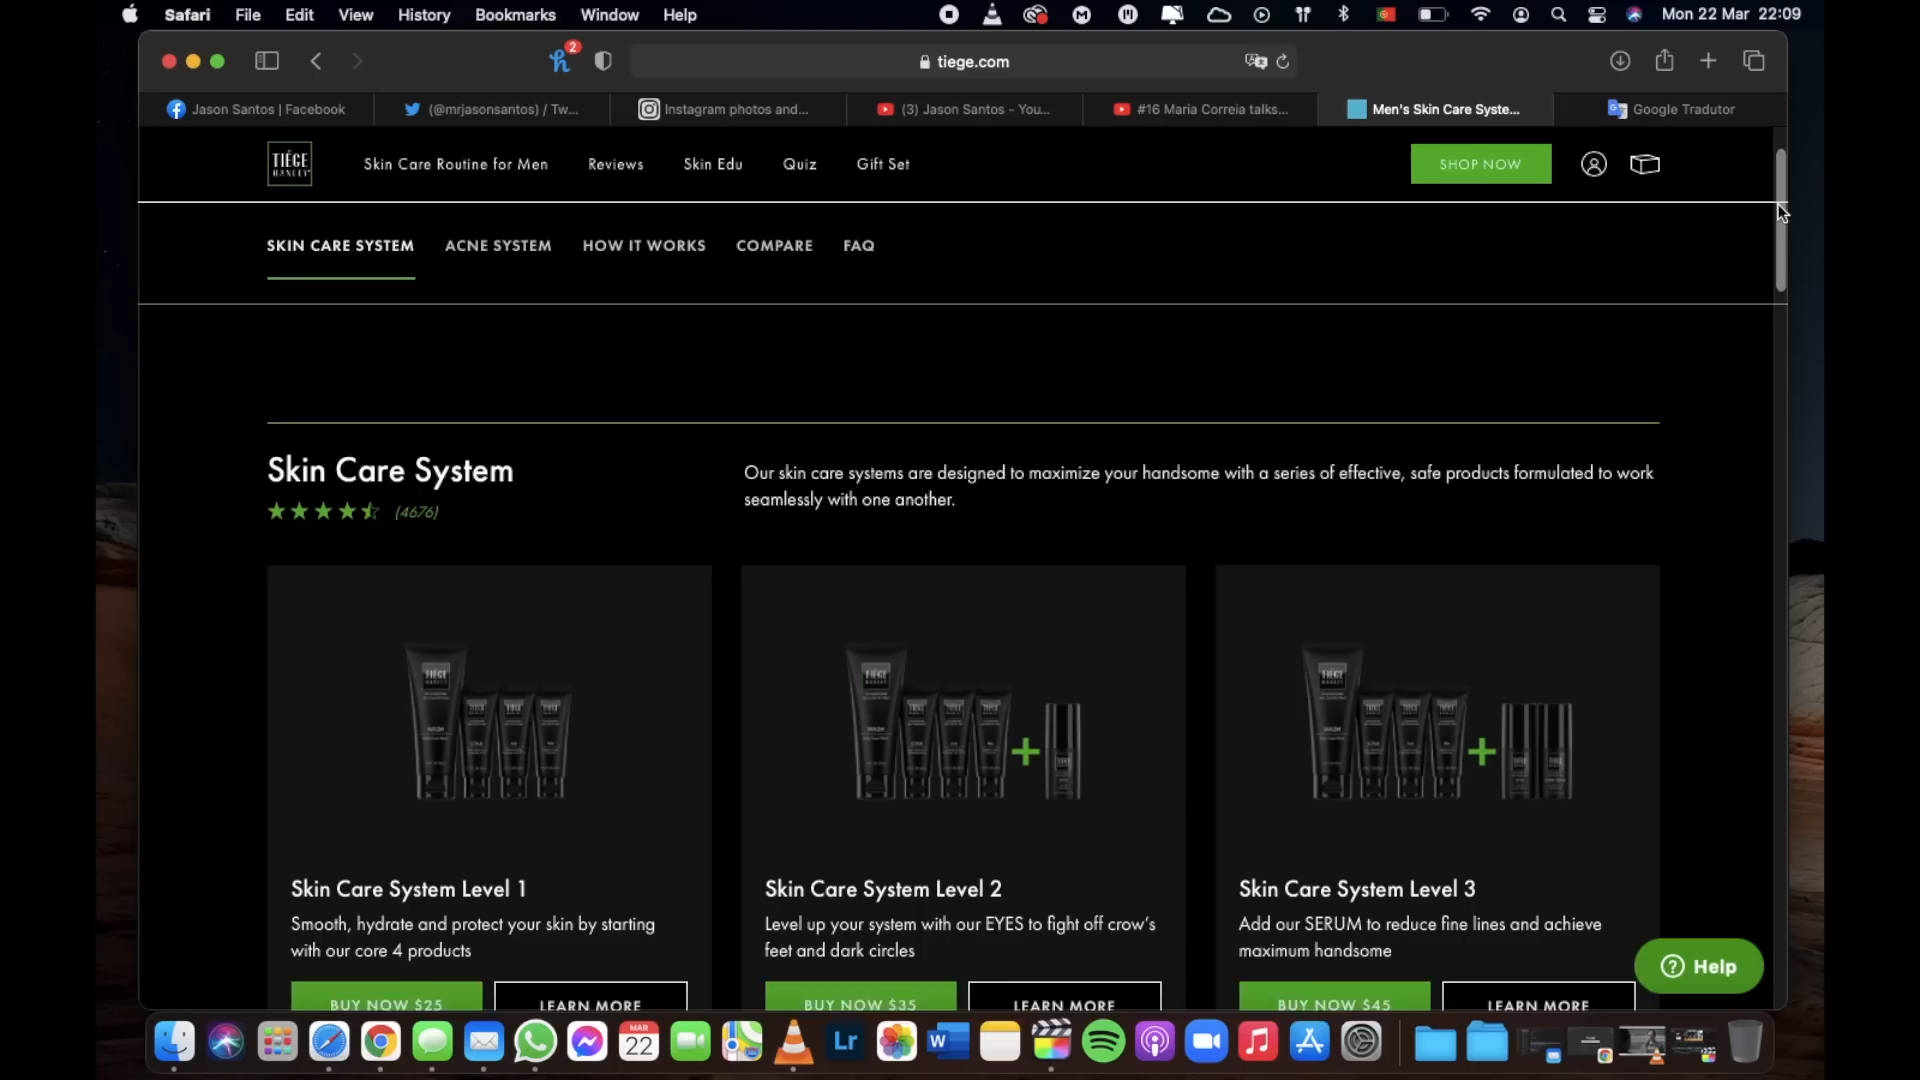 Safari File Edit View History Bookmarks Window Help Mon 22 Mar 22:09
2
tiege.com
Jason Santos | Facebook
(@mrjasonsantos) / Tw...
Instagram photos and...
(3) Jason Santos - You...
#16 Maria Correia talks...
Men's Skin Care Syste...
Google Tradutor
TIÉGE
HANLEY
Skin Care Routine for Men Reviews Skin Edu Quiz Gift Set
SHOP NOW
SKIN CARE SYSTEM ACNE SYSTEM HOW IT WORKS COMPARE FAQ
Skin Care System
(4676)
Our skin care systems are designed to maximize your handsome with a series of effective, safe products formulated to work
seamlessly with one another.
Skin Care System Level 1
Smooth, hydrate and protect your skin by starting
with our core 4 products
BUY NOW $25 LEARN MORE
Skin Care System Level 2
Level up your system with our EYES to fight off crow's
feet and dark circles
BUY NOW $35 LEARN MORE
Skin Care System Level 3
Add our SERUM to reduce fine lines and achieve
maximum handsome
BUY NOW $45 LEARN MORE
Help
MAR
22
Lr
W